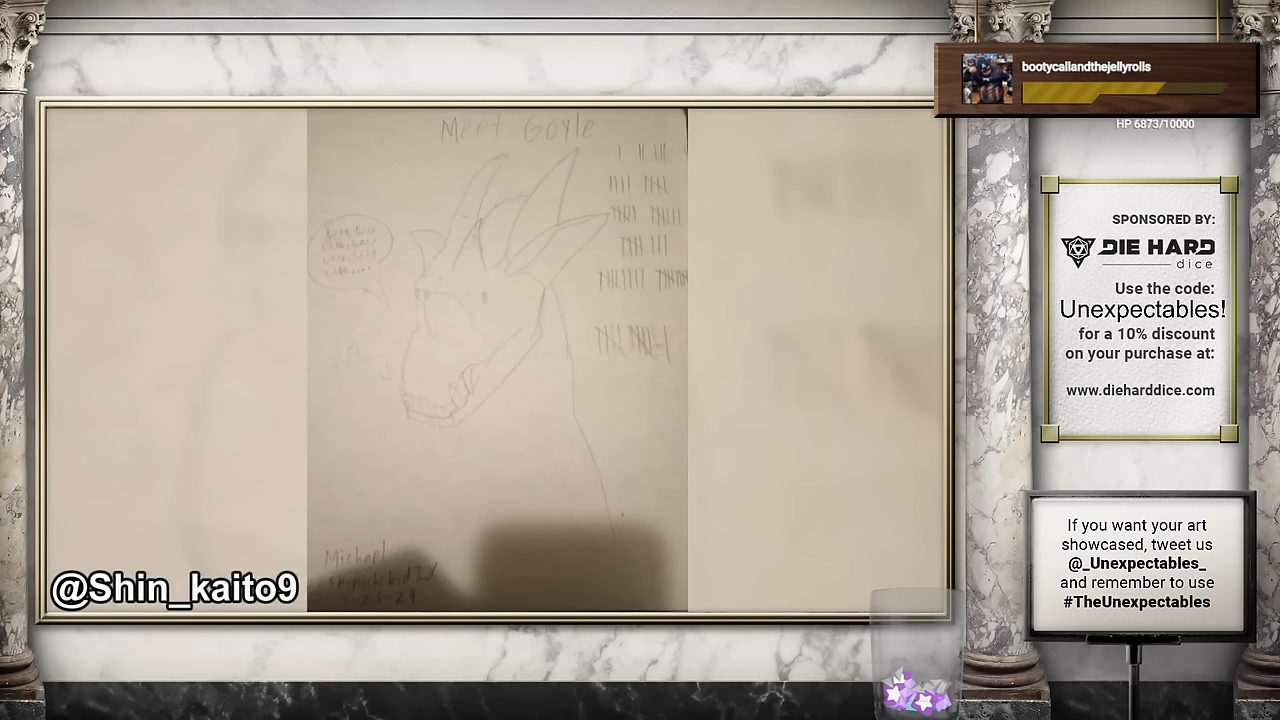 bootycallandthejellyrolls
HP 6873/10000
Meet Goyle
SPONSORED BY:
DIE HARD
dice
Use the code:
Unexpectables!
for a 10% discount
on your purchase at:
www.dieharddice.com
If you want your art
showcased, tweet us
@_Unexpectables_
and remember to use
#TheUnexpectables
Michael
@Shin_kaito9